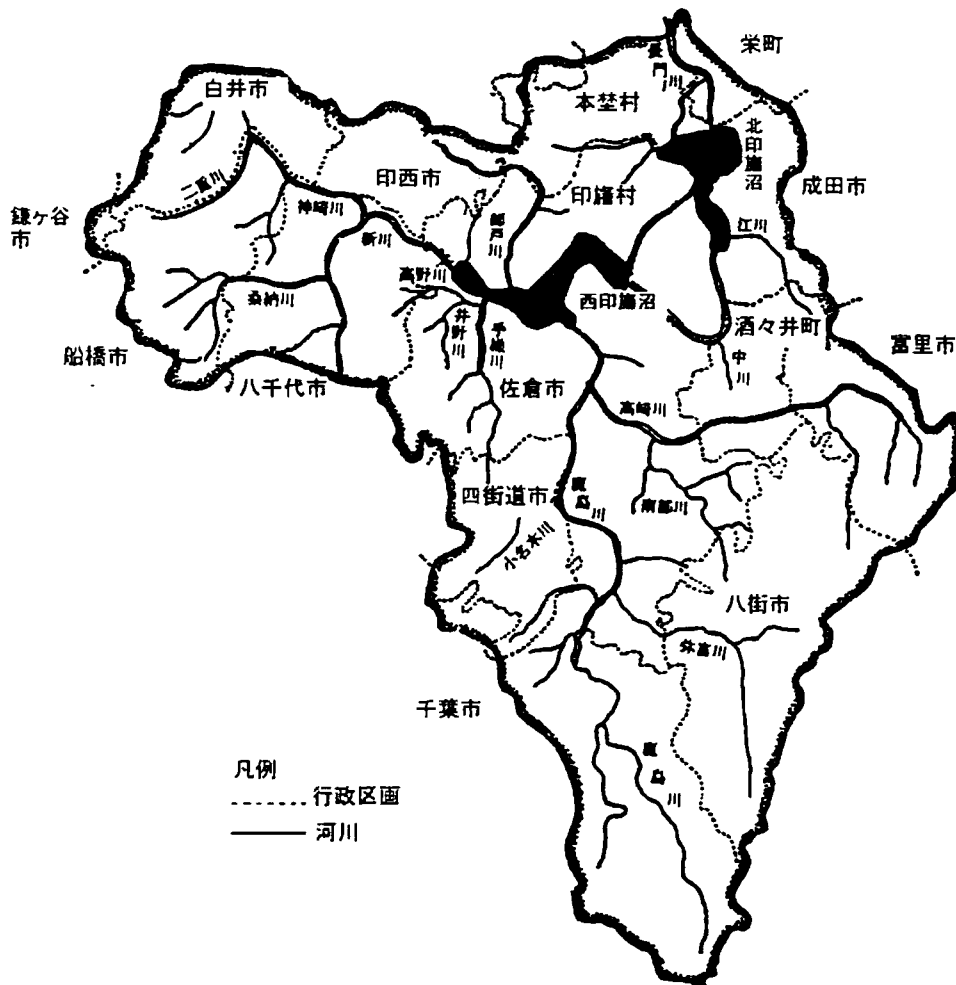 栄町
長門川
白井市
本埜村
北印旛沼
印西市
印旛村
成田市
二重川
鎌ヶ谷
市
神崎川
師戸川
江川
新川
高野川
桑納川
西印旛沼
井野川
手繰川
酒々井町
船橋市
富里市
中川
八千代市
佐倉市
高崎川
四街道市
鹿島川
南部川
小名木川
八街市
弥富川
千葉市
鹿島川
凡例
行政区画
河川